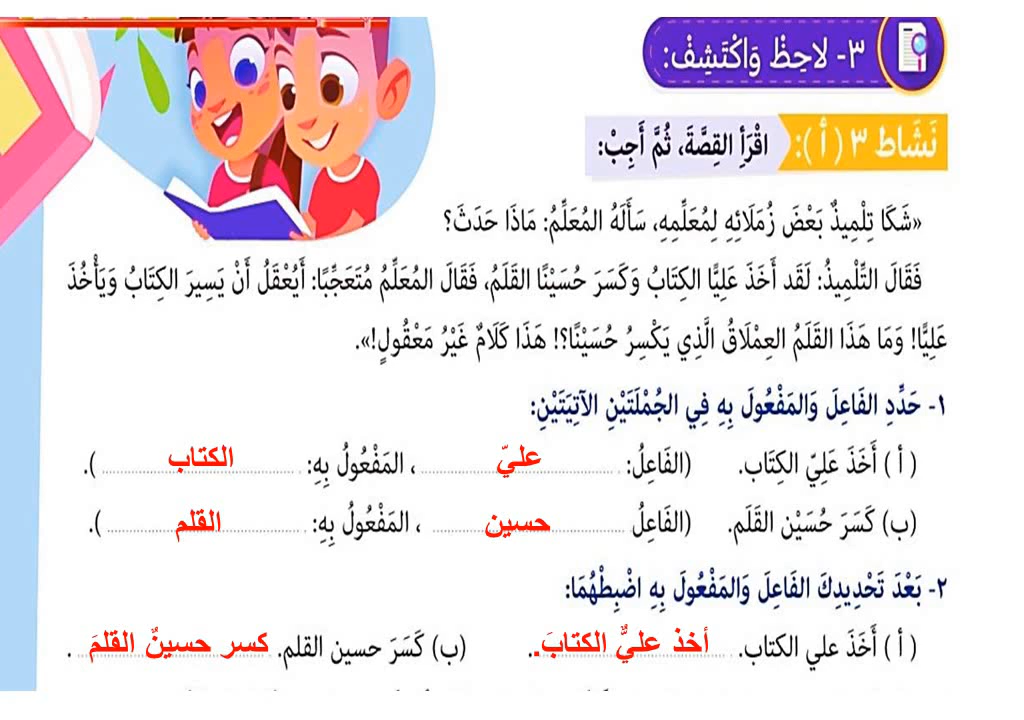 ٣- لاحِظْ وَاكْتَشِفْ:
نَشَاط ٣ ( أ ): اقْرَأِ القِصَّةَ، ثُمَّ أَجِبْ:
«شَكَا تِلْمِيذٌ بَعْضَ زُمَلَائِهِ لِمُعَلِّمِهِ، سَأَلَهُ المُعَلِّمُ: مَاذَا حَدَثَ؟
فَقَالَ التِّلْمِيذُ: لَقَد أَخَذَ عَلِيًّا الكِتَابُ وَكَسَرَ حُسَيْنًا القَلَمُ، فَقَالَ المُعَلِّمُ مُتَعَجِّبًا: أَيُعْقَلُ أَنْ يَسِيرَ الكِتَابُ وَيَأْخُذَ
عَلِيًّا! وَمَا هَذَا القَلَمُ العِمْلَاقُ الَّذِي يَكْسِرُ حُسَيْنًا؟! هَذَا كَلَامٌ غَيْرُ مَعْقُولٍ!».
١- حَدِّدِ الفَاعِلَ وَالمَفْعُولَ بِهِ فِي الجُمْلَتَيْنِ الآتِيَتَيْنِ:
( أ ) أَخَذَ عَلِيّ الكِتَاب. (الفَاعِلُ: عليّ ، المَفْعُولُ بِهِ: الكتاب ).
(ب) كَسَرَ حُسَيْن القَلَم. (الفَاعِلُ حسين ، المَفْعُولُ بِهِ: القلم ).
٢- بَعْدَ تَحْدِيدِكَ الفَاعِلَ وَالمَفْعُولَ بِهِ اضْبِطْهُمَا:
( أ ) أَخَذَ علي الكتاب. أخذ عليٌّ الكتابَ. (ب) كَسَرَ حسين القلم. كسر حسينٌ القلمَ .